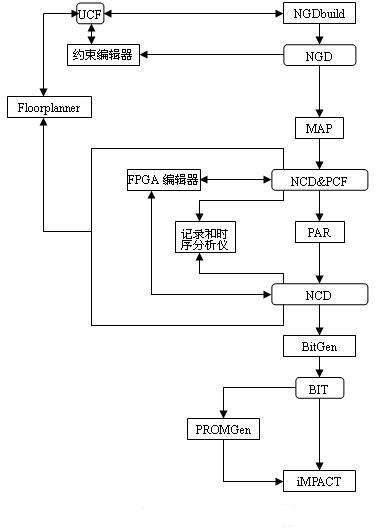 UCF
NGDbuild
约束编辑器
NGD
Floorplanner
MAP
FPGA 编辑器
NCD&PCF
记录和时
序分析仪
PAR
NCD
BitGen
BIT
PROMGen
iMPACT